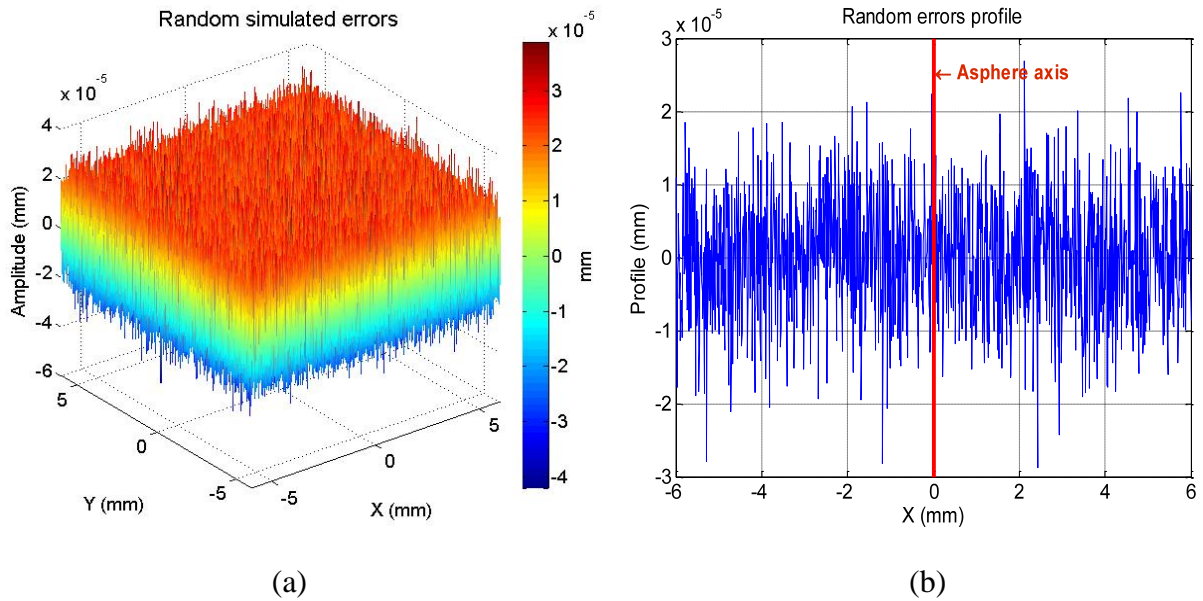 Random simulated errors
x 10^-5
x 10^-5
4
2
0
-2
-4
-6
Amplitude (mm)
5
0
-5
Y (mm)
-5
0
5
X (mm)
3
2
1
0
-1
-2
-3
-4
mm
(a)
Random errors profile
x 10^-5
3
2
1
0
-1
-2
-3
Profile (mm)
← Asphere axis
-6 -4 -2 0 2 4 6
X (mm)
(b)